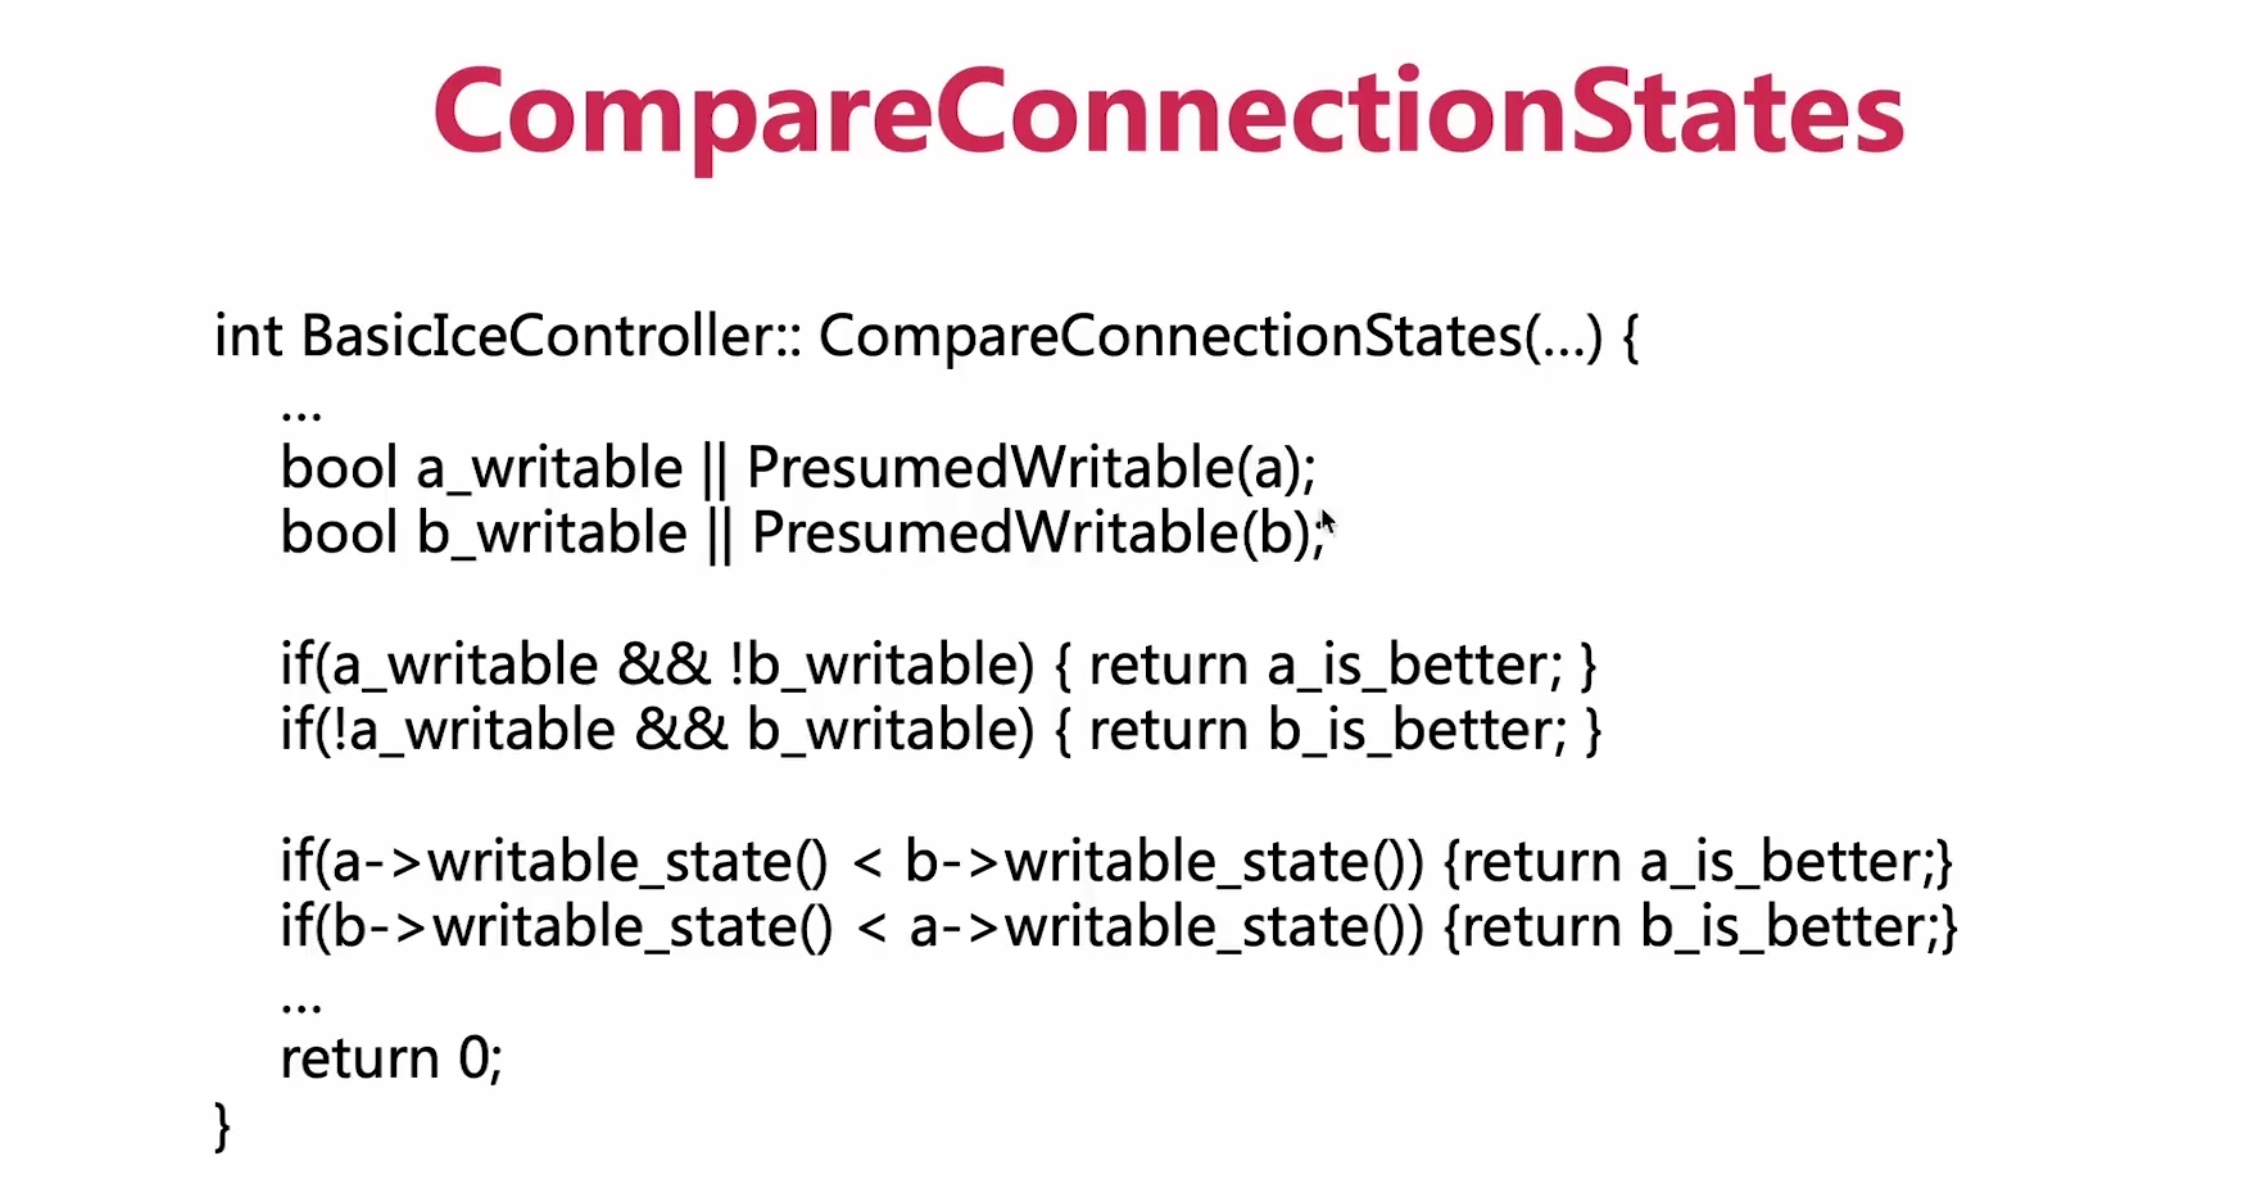 CompareConnectionStates
int BasicIceController:: CompareConnectionStates(...) {
...
bool a_writable || PresumedWritable(a);
bool b_writable || PresumedWritable(b);
if(a_writable && !b_writable) { return a_is_better; }
if(!a_writable && b_writable) { return b_is_better; }
if(a->writable_state() < b->writable_state()) {return a_is_better;}
if(b->writable_state() < a->writable_state()) {return b_is_better;}
...
return 0;
}